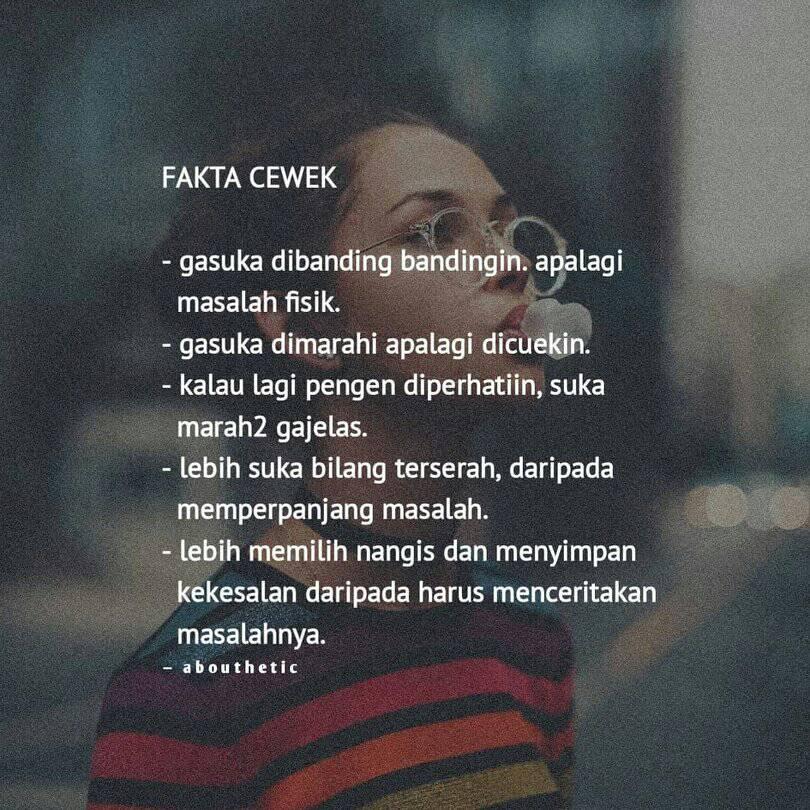 FAKTA CEWEK
- gasuka dibanding bandingin. apalagi
masalah fisik.
- gasuka dimarahi apalagi dicuekin.
- kalau lagi pengen diperhatiin, suka
marah2 gajelas.
- lebih suka bilang terserah, daripada
memperpanjang masalah.
- lebih memilih nangis dan menyimpan
kekesalan daripada harus menceritakan
masalahnya.
– abouthetic